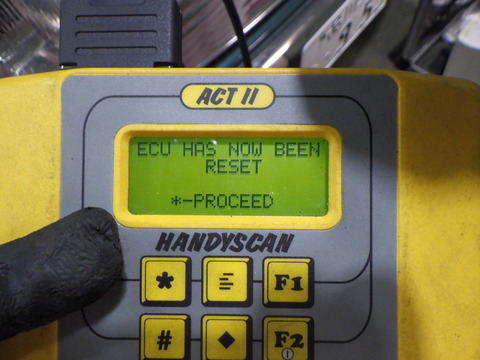 ACT II
ECU HAS NOW BEEN
RESET
*-PROCEED
HANDYSCAN
* F1
# ◆ F2